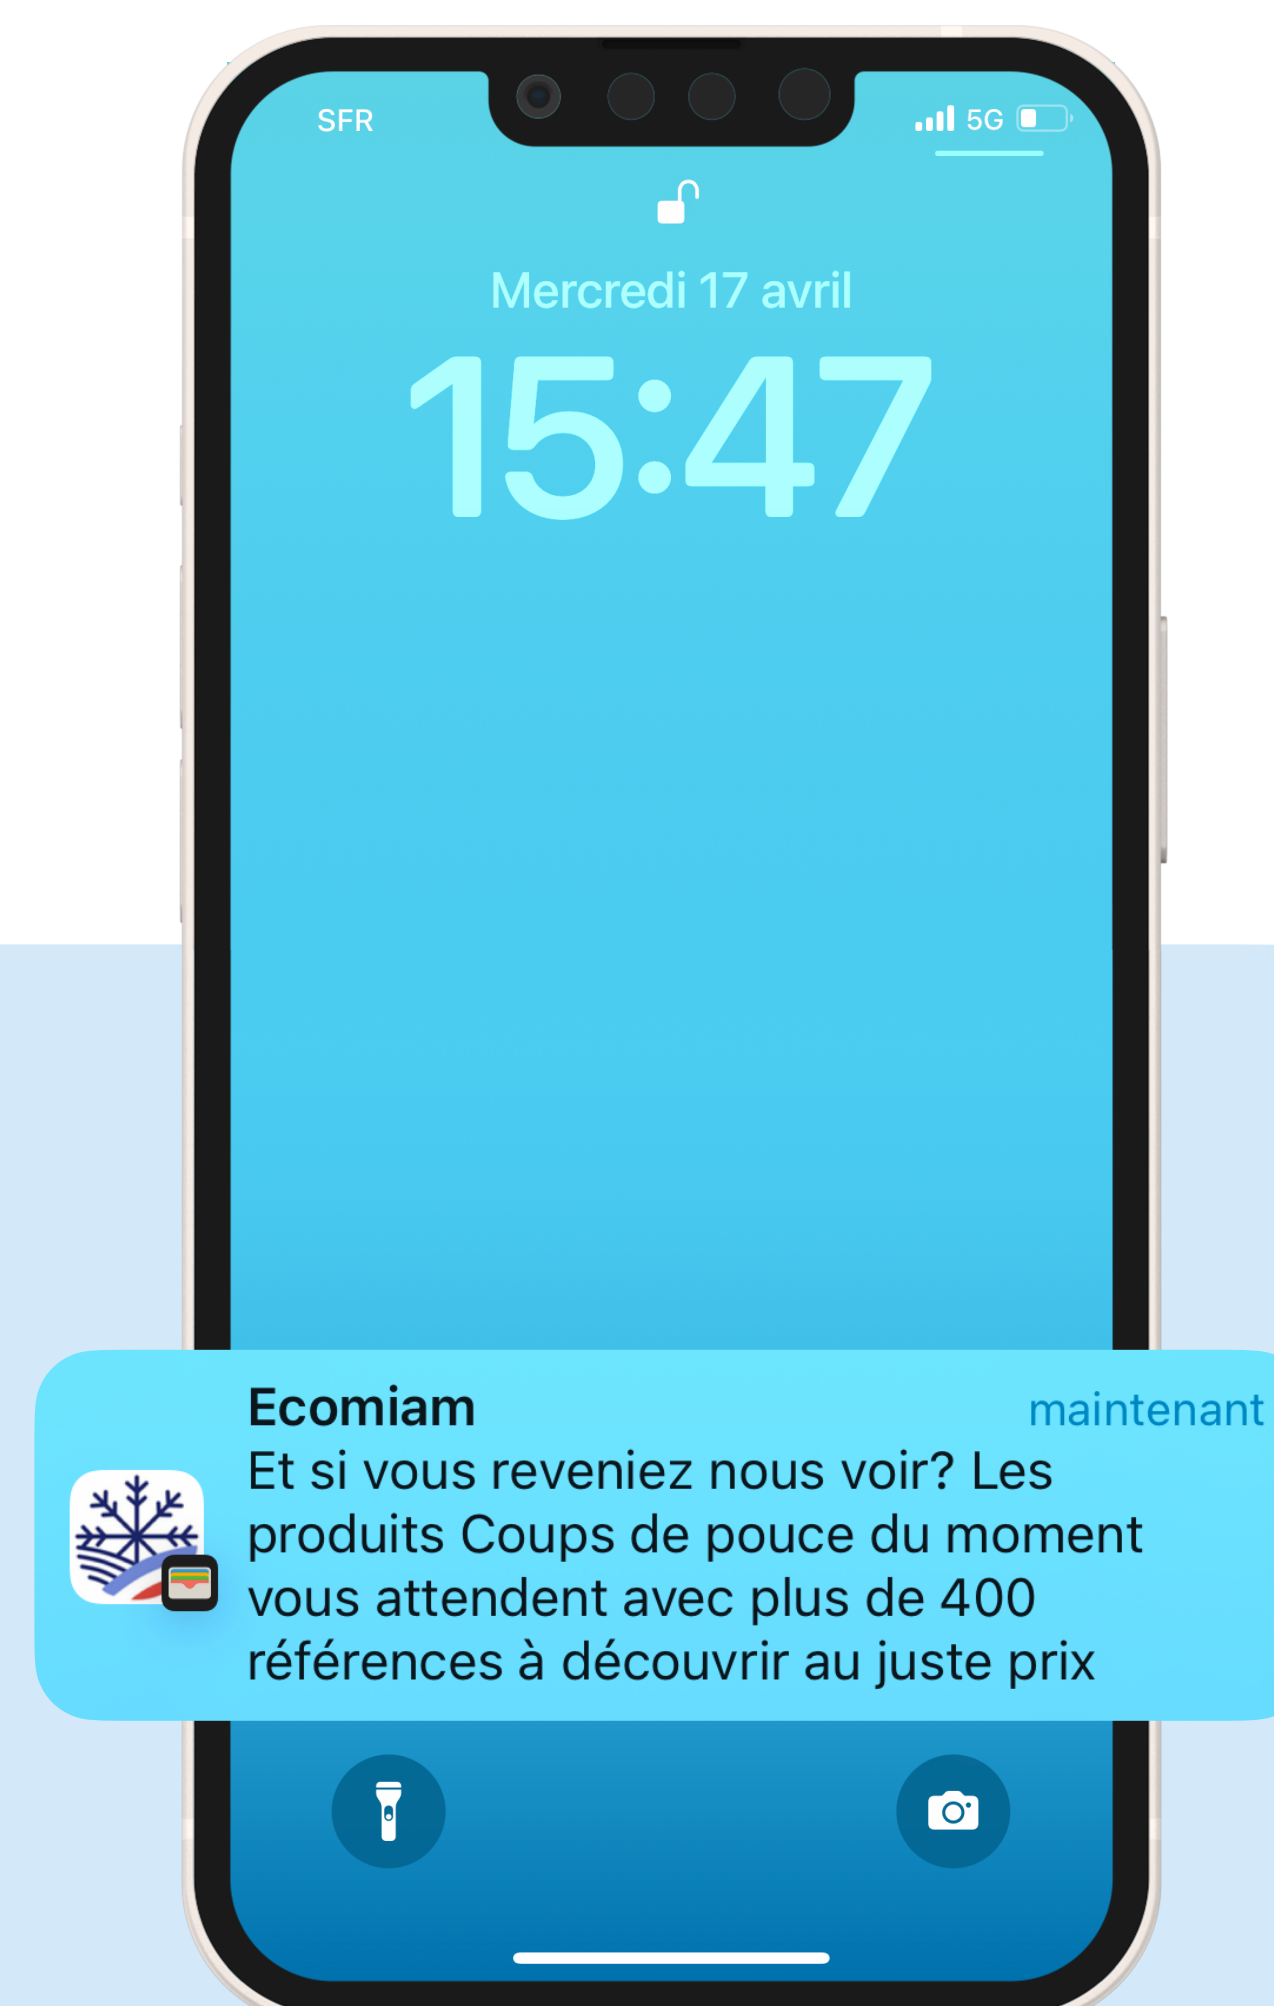 SFR
5G
Mercredi 17 avril
15:47
Ecomiam
maintenant
Et si vous reveniez nous voir? Les
produits Coups de pouce du moment
vous attendent avec plus de 400
références à découvrir au juste prix